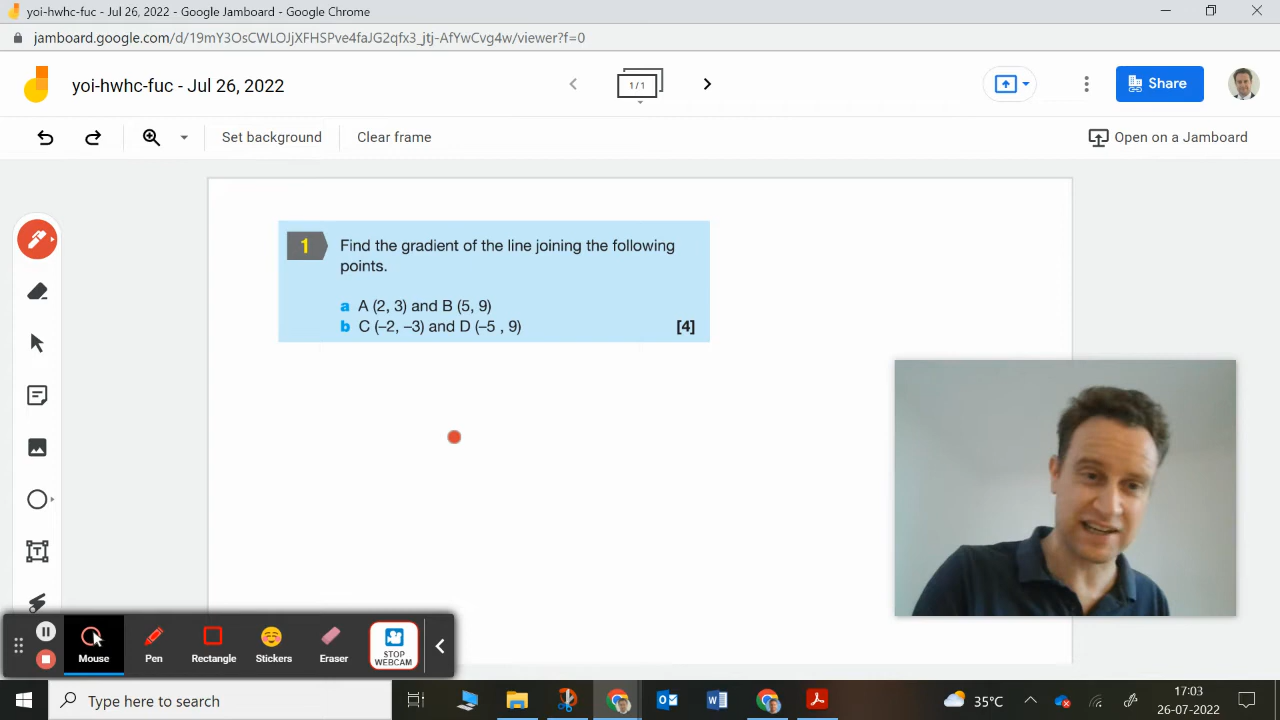 yoi-hwhc-fuc - Jul 26, 2022 - Google Jamboard - Google Chrome
jamboard.google.com/d/19mY3OsCWLOJjXFHSPve4faJG2qfx3_jtj-AfYwCvg4w/viewer?f=0
yoi-hwhc-fuc - Jul 26, 2022
1/1
Share
Set background
Clear frame
Open on a Jamboard
1 Find the gradient of the line joining the following
points.
a A (2, 3) and B (5, 9)
b C (–2, –3) and D (–5 , 9) [4]
Mouse
Pen
Rectangle
Stickers
Eraser
STOP
WEBCAM
Type here to search
35°C
17:03
26-07-2022